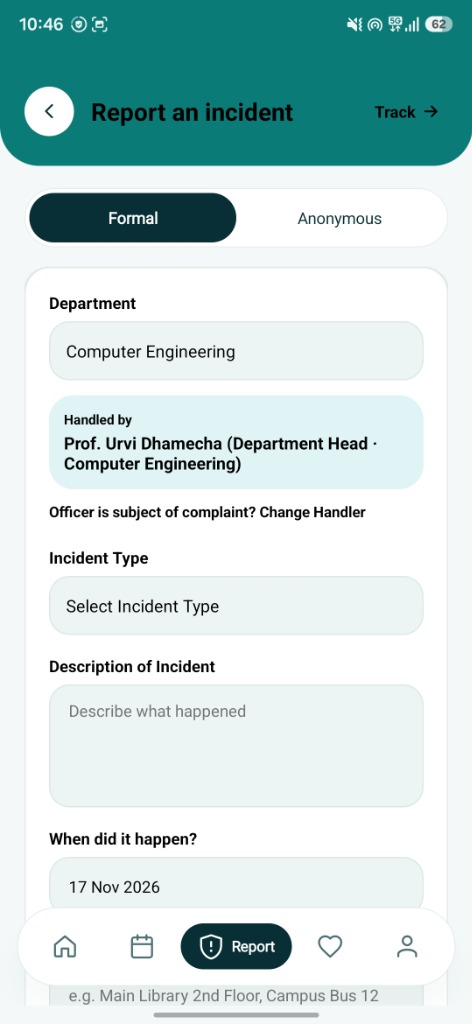 10:46
5G
62
Report an incident
Track →
Formal
Anonymous
Department
Computer Engineering
Handled by
Prof. Urvi Dhamecha (Department Head ·
Computer Engineering)
Officer is subject of complaint? Change Handler
Incident Type
Select Incident Type
Description of Incident
Describe what happened
When did it happen?
17 Nov 2026
Report
e.g. Main Library 2nd Floor, Campus Bus 12